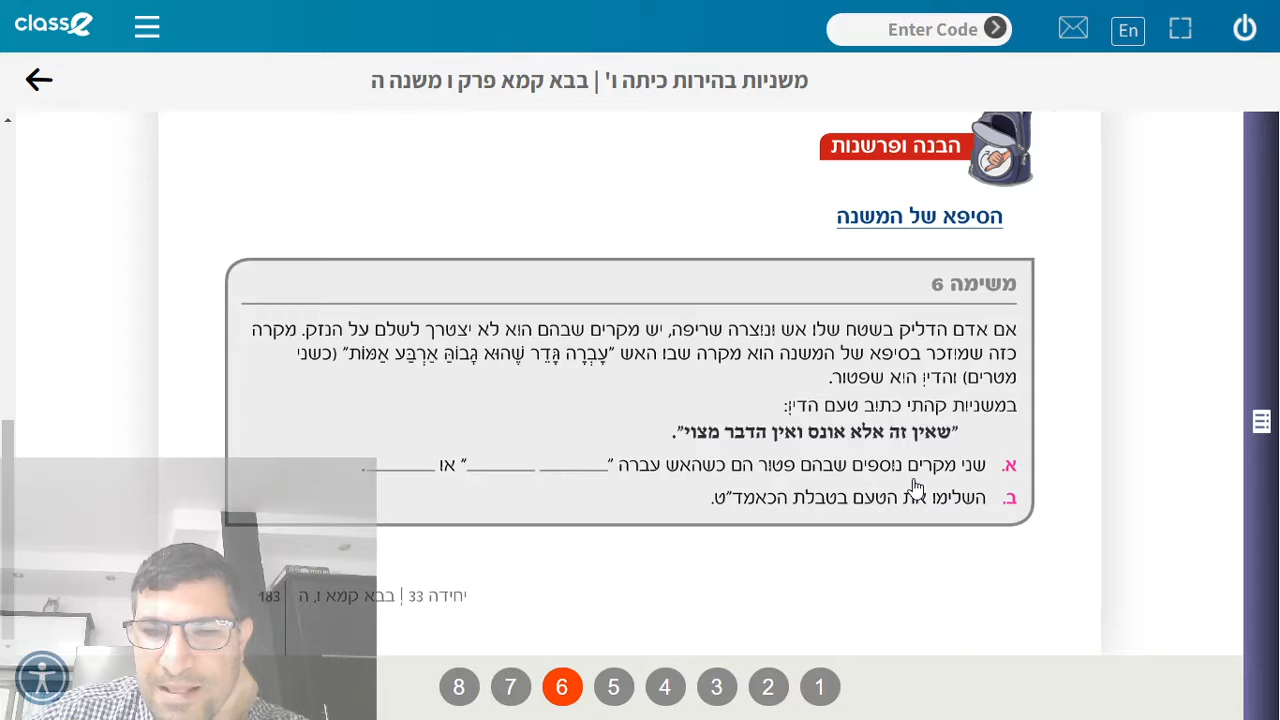 classe
Enter Code
En
משניות בהירות כיתה ו' | בבא קמא פרק ו משנה ה
הבנה ופרשנות
הסיפא של המשנה
משימה 6
אם אדם הדליק בשטח שלו אש ונוצרה שריפה, יש מקרים שבהם הוא לא יצטרך לשלם על הנזק. מקרה
כזה שמוזכר בסיפא של המשנה הוא מקרה שבו האש "עָבְרָה גָּדֵר שֶׁהוּא גָבוֹהַּ אַרְבַּע אַמּוֹת" (כשני
מטרים) והדין הוא שפטור.
במשניות קהתי כתוב טעם הדין:
"שאין זה אלא אונס ואין הדבר מצוי".
א. שני מקרים נוספים שבהם פטור הם כשהאש עברה "________ ________" או ________.
ב. השלימו את הטעם בטבלת הכאמד"ט.
יחידה 33 | בבא קמא ו, ה | 183
8 7 6 5 4 3 2 1